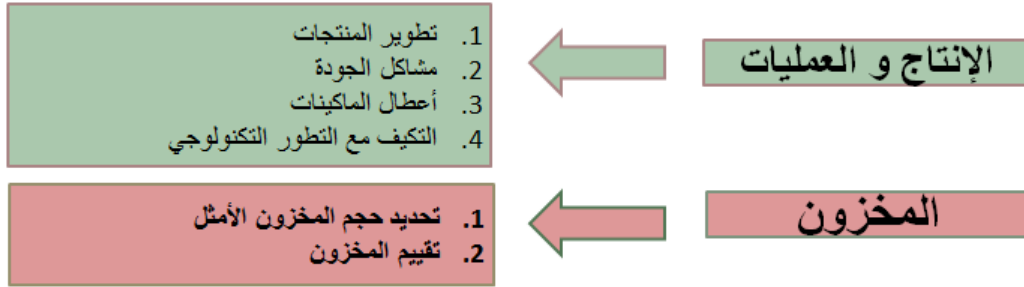 الإنتاج و العمليات
1. تطوير المنتجات
2. مشاكل الجودة
3. أعطال الماكينات
4. التكيف مع التطور التكنولوجي
المخزون
1. تحديد حجم المخزون الأمثل
2. تقييم المخزون